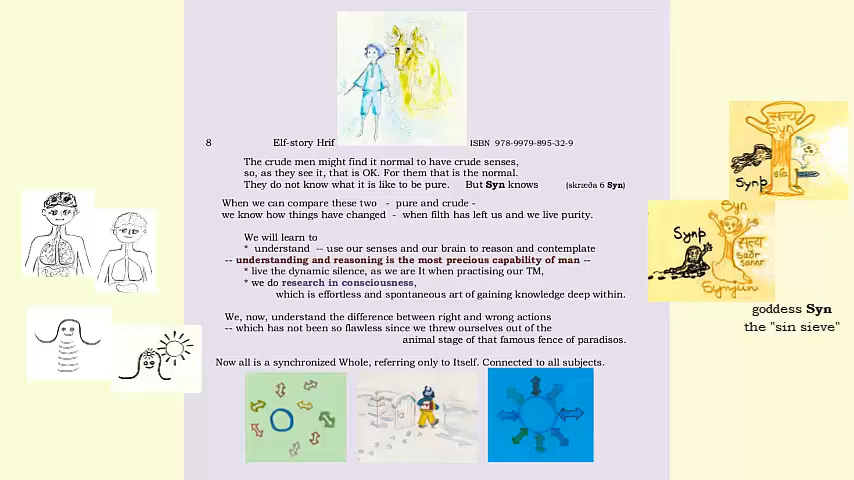 8 Elf-story Hrif ISBN 978-9979-895-32-9
The crude men might find it normal to have crude senses,
so, as they see it, that is OK. For them that is the normal.
They do not know what it is like to be pure. But Syn knows (skræða 6 Syn)
When we can compare these two - pure and crude -
we know how things have changed - when filth has left us and we live purity.
We will learn to
* understand -- use our senses and our brain to reason and contemplate
-- understanding and reasoning is the most precious capability of man --
* live the dynamic silence, as we are It when practising our TM,
* we do research in consciousness,
which is effortless and spontaneous art of gaining knowledge deep within.
We, now, understand the difference between right and wrong actions
-- which has not been so flawless since we threw ourselves out of the
animal stage of that famous fence of paradisos.
Now all is a synchronized Whole, referring only to Itself. Connected to all subjects.
सत्य
Syn
sía
Synþ
Syn
Synþ
सत्य
Saðr
sannr
Synjun
goddess Syn
the "sin sieve"